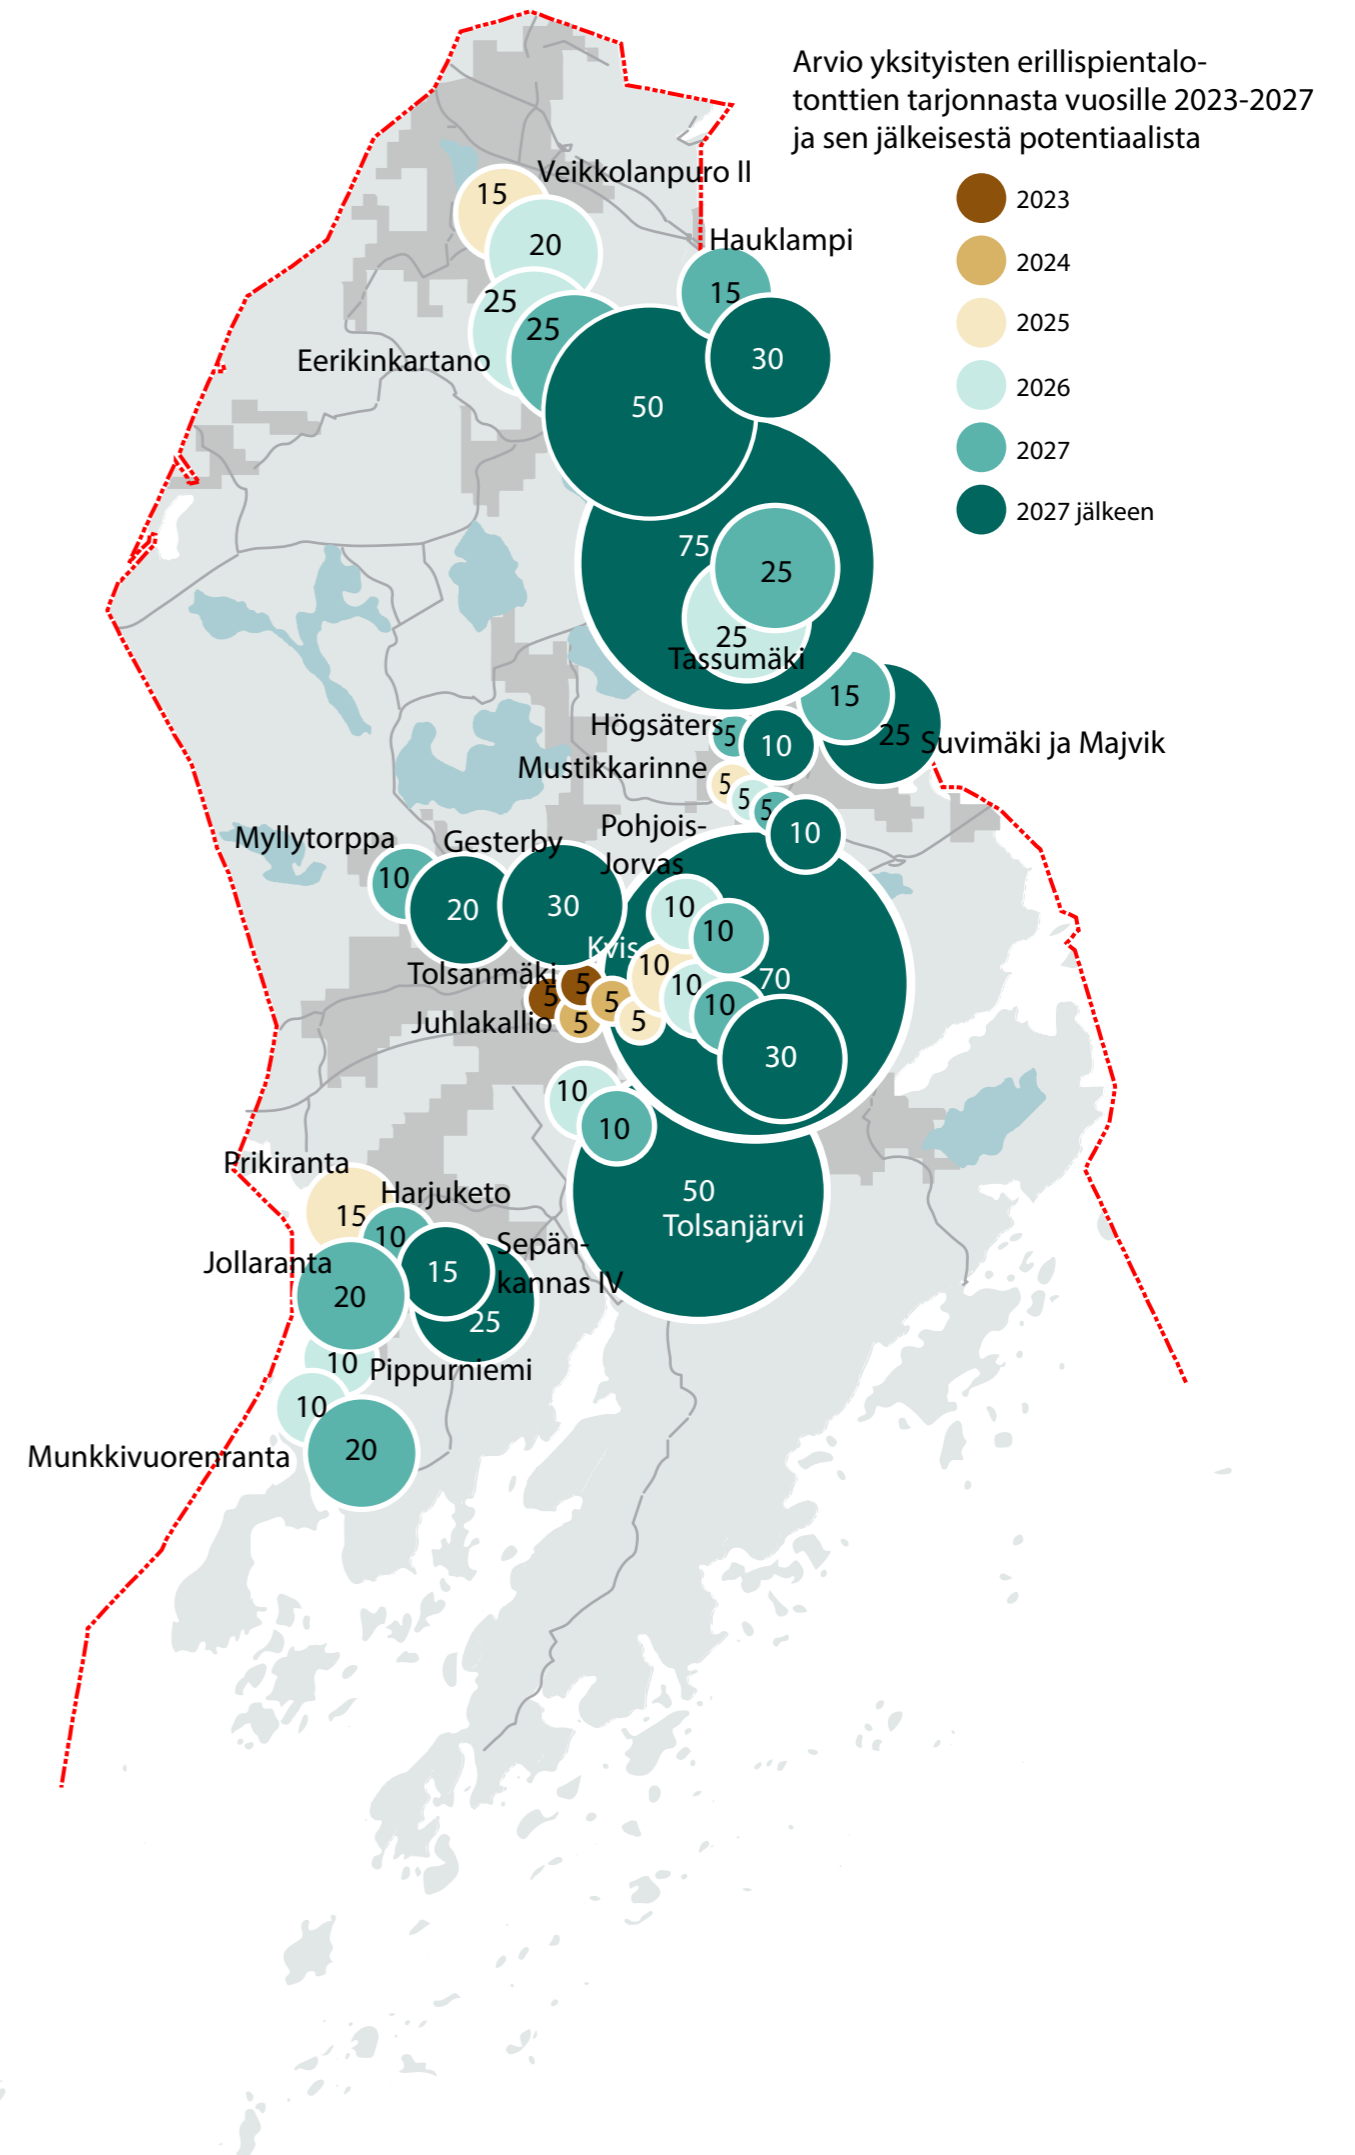 Arvio yksityisten erillispientalo-
tonttien tarjonnasta vuosille 2023-2027
ja sen jälkeisestä potentiaalista
2023
2024
2025
2026
2027
2027 jälkeen
Veikkolanpuro II
15
20
Hauklampi
15
30
25
25
Eerikinkartano
50
75
25
25
Tassumäki
15
25
Suvimäki ja Majvik
Högsäters
5
10
Mustikkarinne
5
5
5
10
Pohjois-
Jorvas
Myllytorppa
10
Gesterby
20
30
10
10
70
Kvis
10
10
10
30
Tolsanmäki
5
5
5
5
5
Juhlakallio
10
10
50
Tolsanjärvi
Prikiranta
15
Harjuketo
10
15
Sepän-
kannas IV
25
Jollaranta
20
10
Pippurniemi
10
20
Munkkivuorenranta